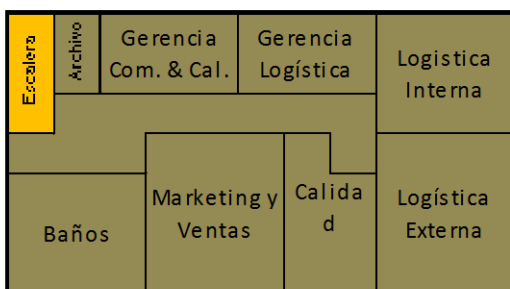 Escalera
Archivo
Gerencia
Com. & Cal.
Gerencia
Logística
Logistica
Interna
Baños
Marketing y
Ventas
Calida
d
Logística
Externa